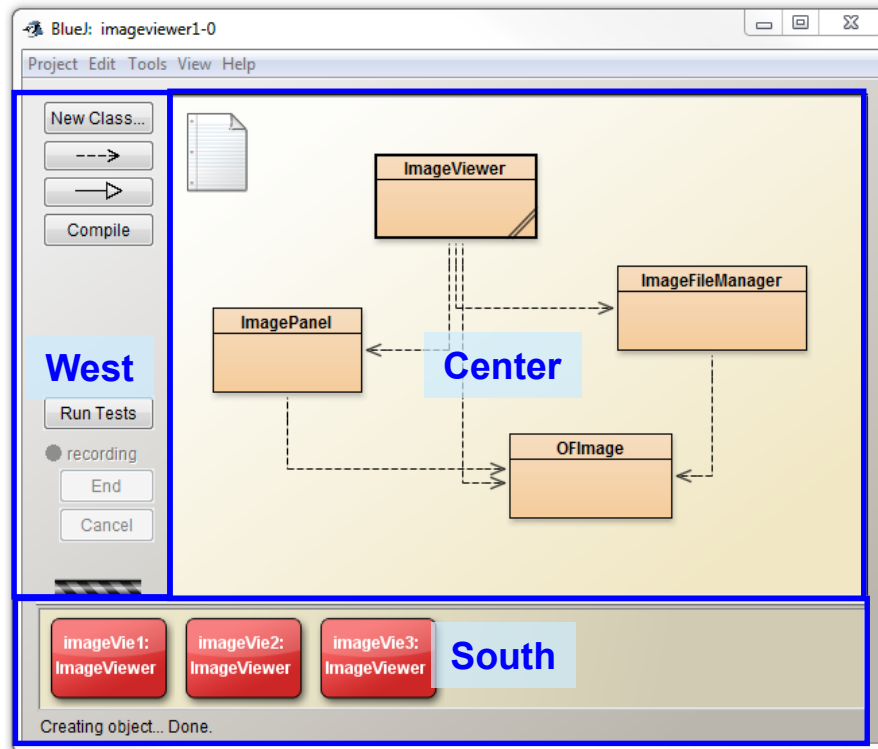 BlueJ: imageviewer1-0
Project Edit Tools View Help
New Class...
Compile
West
Run Tests
recording
End
Cancel
ImageViewer
ImageFileManager
ImagePanel
Center
OFImage
imageVie1:
ImageViewer
imageVie2:
ImageViewer
imageVie3:
ImageViewer
South
Creating object... Done.